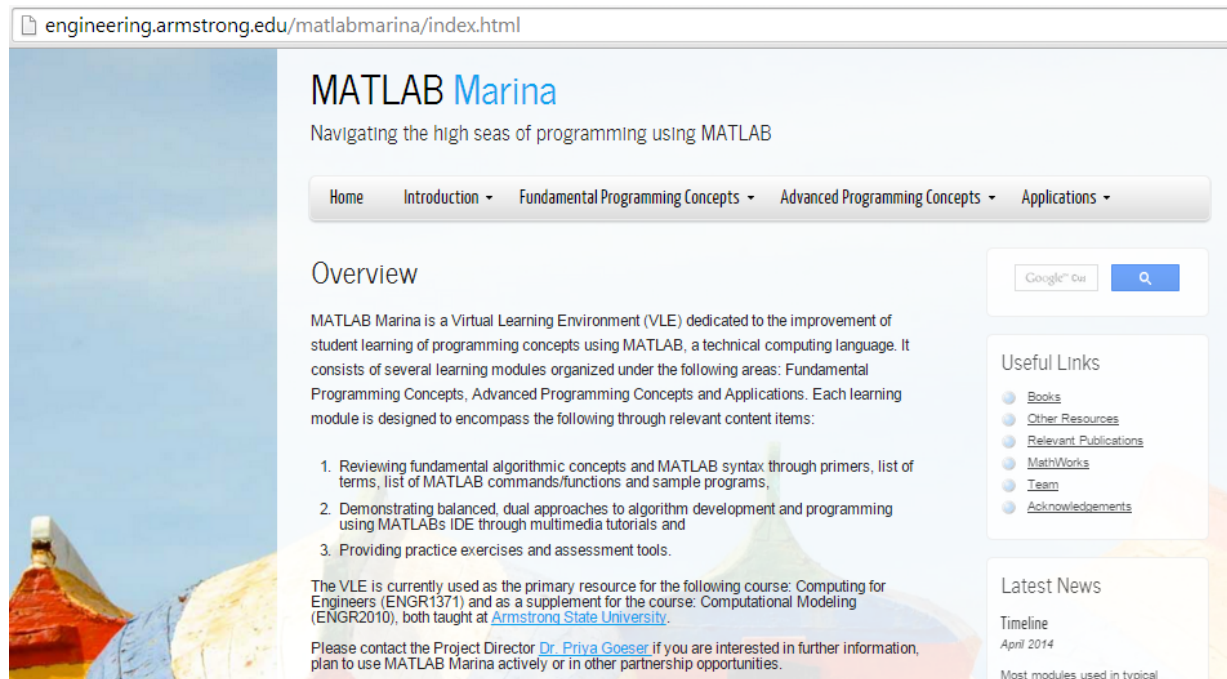 engineering.armstrong.edu/matlabmarina/index.html
MATLAB Marina
Navigating the high seas of programming using MATLAB
Home Introduction Fundamental Programming Concepts Advanced Programming Concepts Applications
Overview
MATLAB Marina is a Virtual Learning Environment (VLE) dedicated to the improvement of
student learning of programming concepts using MATLAB, a technical computing language. It
consists of several learning modules organized under the following areas: Fundamental
Programming Concepts, Advanced Programming Concepts and Applications. Each learning
module is designed to encompass the following through relevant content items:
1. Reviewing fundamental algorithmic concepts and MATLAB syntax through primers, list of
terms, list of MATLAB commands/functions and sample programs,
2. Demonstrating balanced, dual approaches to algorithm development and programming
using MATLABs IDE through multimedia tutorials and
3. Providing practice exercises and assessment tools.
The VLE is currently used as the primary resource for the following course: Computing for
Engineers (ENGR1371) and as a supplement for the course: Computational Modeling
(ENGR2010), both taught at Armstrong State University.
Please contact the Project Director Dr. Priya Goeser if you are interested in further information,
plan to use MATLAB Marina actively or in other partnership opportunities.
Google™ Cus
Useful LInks
Books
Other Resources
Relevant Publications
MathWorks
Team
Acknowledgements
Latest News
Timeline
April 2014
Most modules used in typical